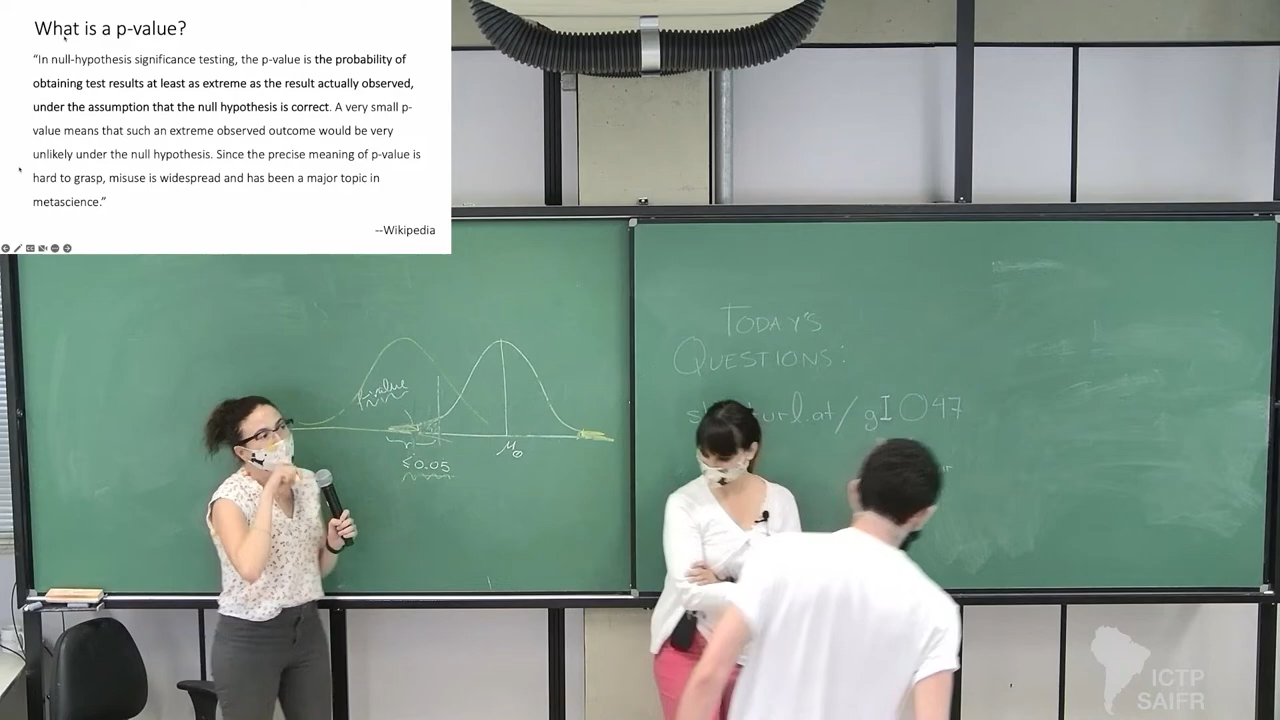 What is a p-value?
“In null-hypothesis significance testing, the p-value is the probability of
obtaining test results at least as extreme as the result actually observed,
under the assumption that the null hypothesis is correct. A very small p-
value means that such an extreme observed outcome would be very
unlikely under the null hypothesis. Since the precise meaning of p-value is
hard to grasp, misuse is widespread and has been a major topic in
metascience.”
--Wikipedia
p-value
≤0.05
μ₀
TODAY'S
QUESTIONS:
url.at/gIO47
ICTP
SAIFR